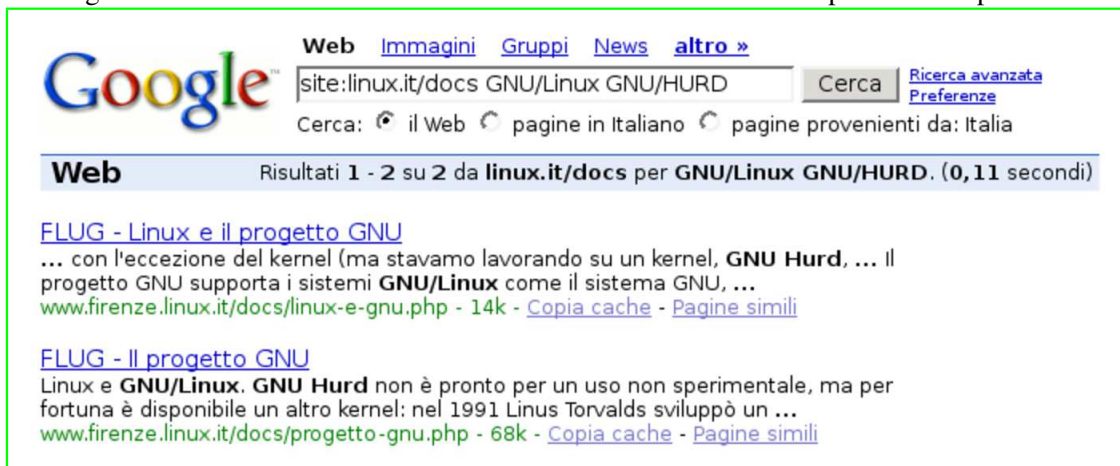 Web Immagini Gruppi News altro »
Google™
site:linux.it/docs GNU/Linux GNU/HURD Cerca Ricerca avanzata
Preferenze
Cerca: il Web pagine in Italiano pagine provenienti da: Italia
Web Risultati 1 - 2 su 2 da linux.it/docs per GNU/Linux GNU/HURD. (0,11 secondi)
FLUG - Linux e il progetto GNU
... con l'eccezione del kernel (ma stavamo lavorando su un kernel, GNU Hurd, ... Il
progetto GNU supporta i sistemi GNU/Linux come il sistema GNU, ...
www.firenze.linux.it/docs/linux-e-gnu.php - 14k - Copia cache - Pagine simili
FLUG - Il progetto GNU
Linux e GNU/Linux. GNU Hurd non è pronto per un uso non sperimentale, ma per
fortuna è disponibile un altro kernel: nel 1991 Linus Torvalds sviluppò un ...
www.firenze.linux.it/docs/progetto-gnu.php - 68k - Copia cache - Pagine simili